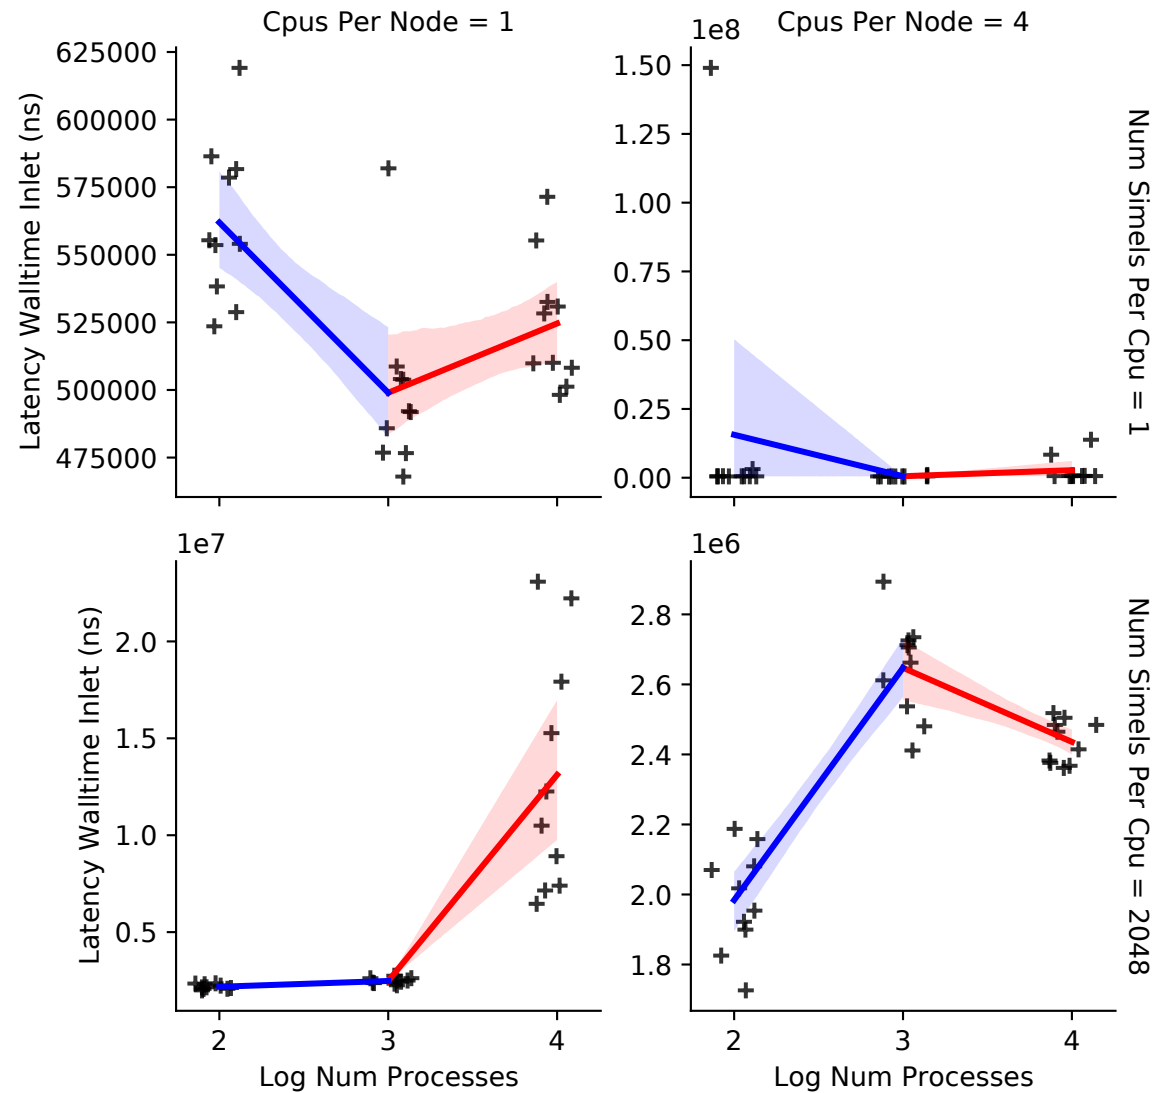 Cpus Per Node = 1
Cpus Per Node = 4
1e8
625000
600000
575000
550000
525000
500000
475000
Latency Walltime Inlet (ns)
1.50
1.25
1.00
0.75
0.50
0.25
0.00
Num Simels Per Cpu = 1
1e7
1e6
2.0
1.5
1.0
0.5
Latency Walltime Inlet (ns)
2.8
2.6
2.4
2.2
2.0
1.8
Num Simels Per Cpu = 2048
2 3 4
2 3 4
Log Num Processes
Log Num Processes